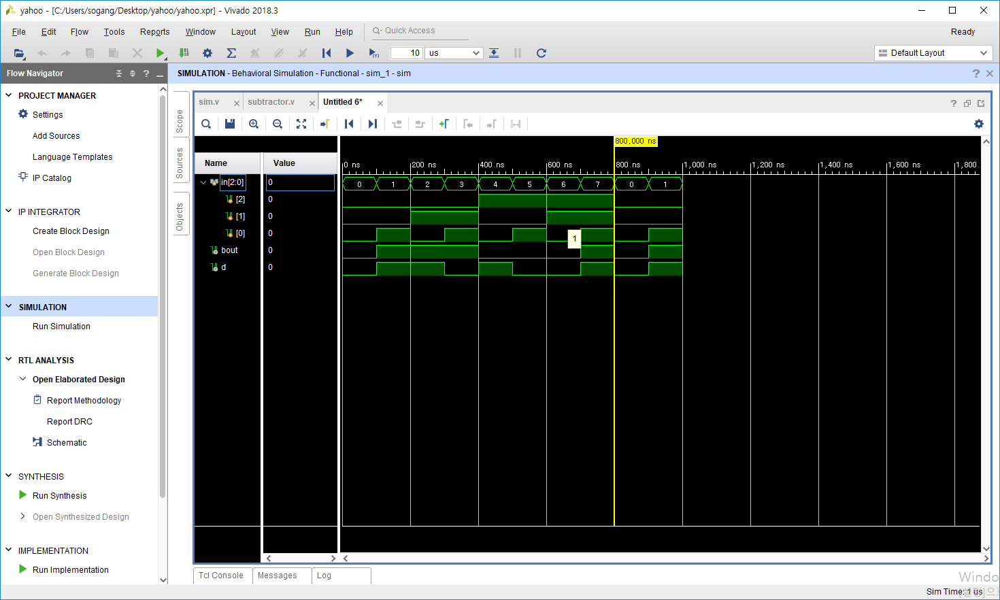 yahoo - [C:/Users/sogang/Desktop/yahoo/yahoo.xpr] - Vivado 2018.3
File Edit Flow Tools Reports Window Layout View Run Help Quick Access Ready
10 us Default Layout
Flow Navigator
SIMULATION - Behavioral Simulation - Functional - sim_1 - sim
PROJECT MANAGER
Settings
Add Sources
Language Templates
IP Catalog
IP INTEGRATOR
Create Block Design
Open Block Design
Generate Block Design
SIMULATION
Run Simulation
RTL ANALYSIS
Open Elaborated Design
Report Methodology
Report DRC
Schematic
SYNTHESIS
Run Synthesis
Open Synthesized Design
IMPLEMENTATION
Run Implementation
Scope
Sources
Objects
sim.v subtractor.v Untitled 6*
800,000 ns
Name Value
0 ns 200 ns 400 ns 600 ns 800 ns 1,000 ns 1,200 ns 1,400 ns 1,600 ns 1,800
in[2:0] 0 0 1 2 3 4 5 6 7 0 1
[2] 0
[1] 0
[0] 0
1
bout 0
d 0
Tcl Console Messages Log
Windo
Sim Time: 1 us